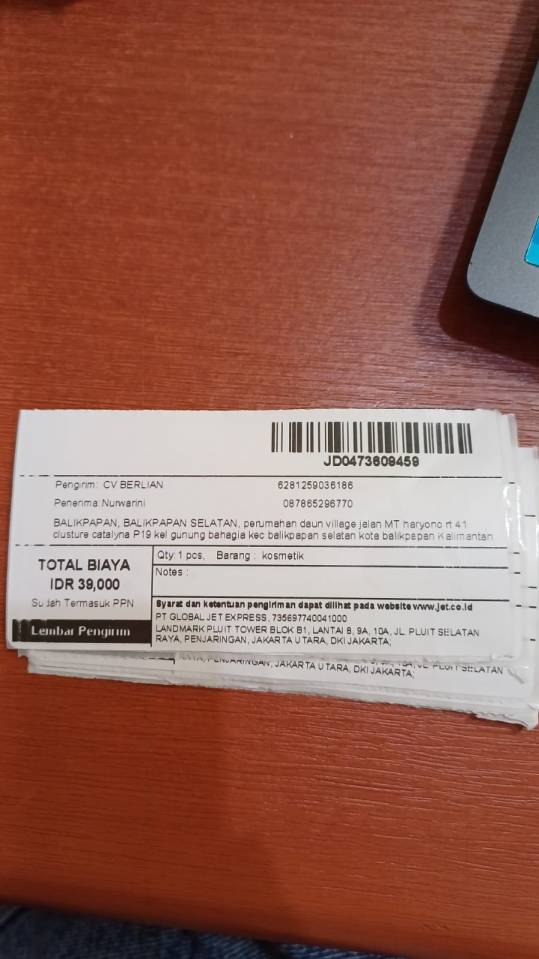 JD0473609459
Pengirim: CV BERLIAN 6281259036186
Penerima: Nurwarini 087865296770
BALIKPAPAN, BALIKPAPAN SELATAN, perumahan daun village jalan MT haryono rt 41
clusture catalyna P19 kel gunung bahagia kec balikpapan selatan kota balikpapan Kalimantan
TOTAL BIAYA
IDR 39,000
Sudah Termasuk PPN
Lembar Pengirim
Qty: 1 pcs, Barang : kosmetik
Notes :
Syarat dan ketentuan pengiriman dapat dilihat pada website www.jet.co.id
PT GLOBAL JET EXPRESS, 735697740041000
LANDMARK PLUIT TOWER BLOK B1, LANTAI 8, 9A, 10A, JL. PLUIT SELATAN
RAYA, PENJARINGAN, JAKARTA UTARA, DKI JAKARTA;
RAYA, PENJARINGAN, JAKARTA UTARA, DKI JAKARTA;